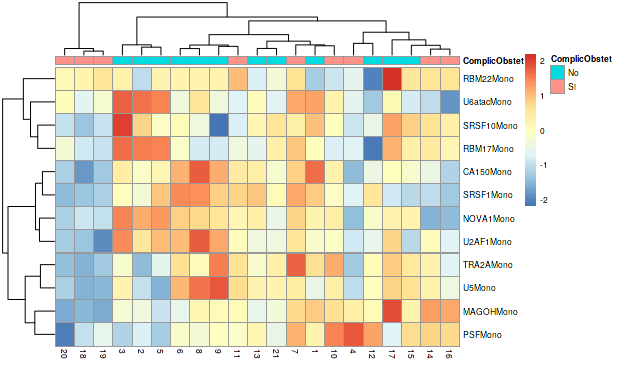 ComplicObstet
RBM22Mono
U6atacMono
SRSF10Mono
RBM17Mono
CA150Mono
SRSF1Mono
NOVA1Mono
U2AF1Mono
TRA2AMono
U5Mono
MAGOHMono
PSFMono
20 18 19 3 2 5 6 8 9 11 13 21 7 1 10 4 12 17 15 14 16
2
1
0
-1
-2
ComplicObstet
No
SI